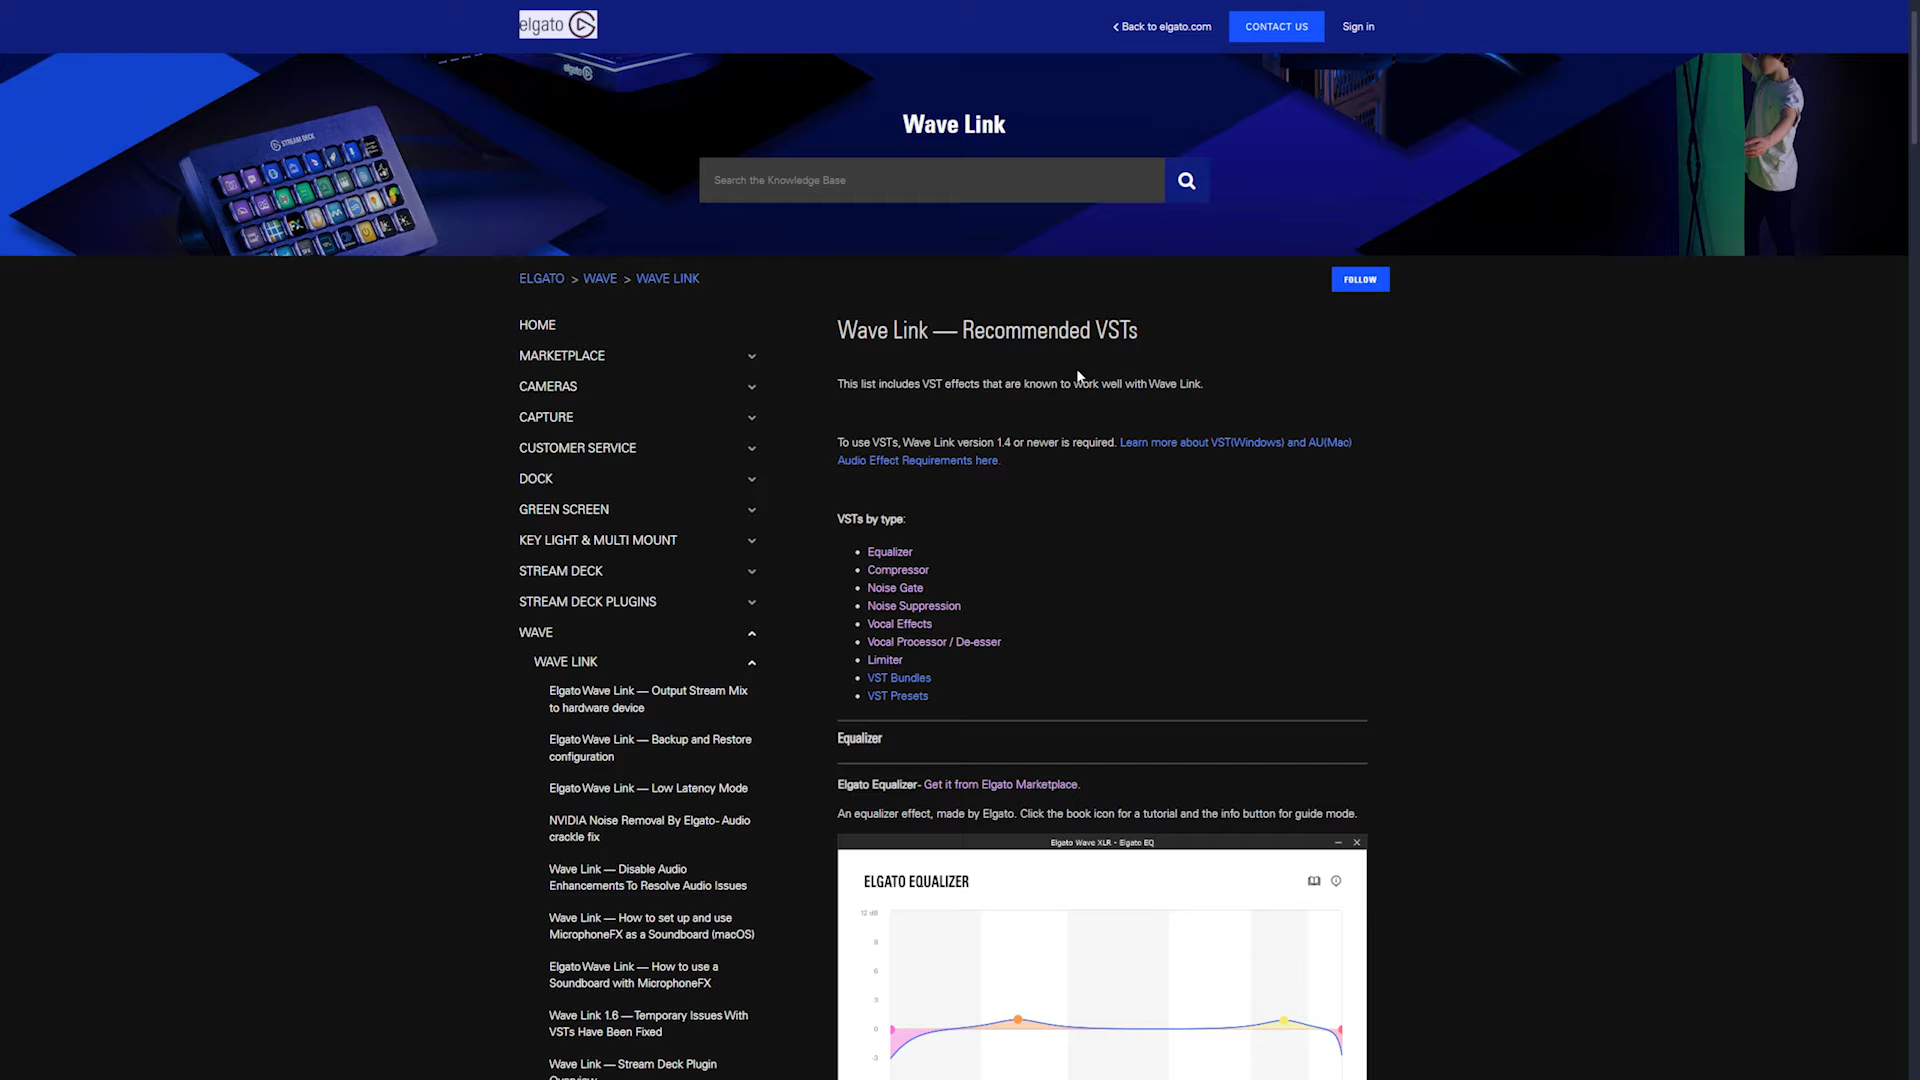 elgato
Back to elgato.com
CONTACT US
Sign in
elgato
STREAM DECK
Wave Link
Search the Knowledge Base
ELGATO > WAVE > WAVE LINK
FOLLOW
HOME
MARKETPLACE
CAMERAS
CAPTURE
CUSTOMER SERVICE
DOCK
GREEN SCREEN
KEY LIGHT & MULTI MOUNT
STREAM DECK
STREAM DECK PLUGINS
WAVE
WAVE LINK
Elgato Wave Link — Output Stream Mix
to hardware device
Elgato Wave Link — Backup and Restore
configuration
Elgato Wave Link — Low Latency Mode
NVIDIA Noise Removal By Elgato - Audio
crackle fix
Wave Link — Disable Audio
Enhancements To Resolve Audio Issues
Wave Link — How to set up and use
MicrophoneFX as a Soundboard (macOS)
Elgato Wave Link — How to use a
Soundboard with MicrophoneFX
Wave Link 1.6 — Temporary Issues With
VSTs Have Been Fixed
Wave Link — Stream Deck Plugin
Overview
Wave Link — Recommended VSTs
This list includes VST effects that are known to work well with Wave Link.
To use VSTs, Wave Link version 1.4 or newer is required. Learn more about VST(Windows) and AU(Mac)
Audio Effect Requirements here.
VSTs by type:
• Equalizer
• Compressor
• Noise Gate
• Noise Suppression
• Vocal Effects
• Vocal Processor / De-esser
• Limiter
• VST Bundles
• VST Presets
Equalizer
Elgato Equalizer- Get it from Elgato Marketplace.
An equalizer effect, made by Elgato. Click the book icon for a tutorial and the info button for guide mode.
Elgato Wave XLR - Elgato EQ
ELGATO EQUALIZER
12 dB
9
6
3
0
-3